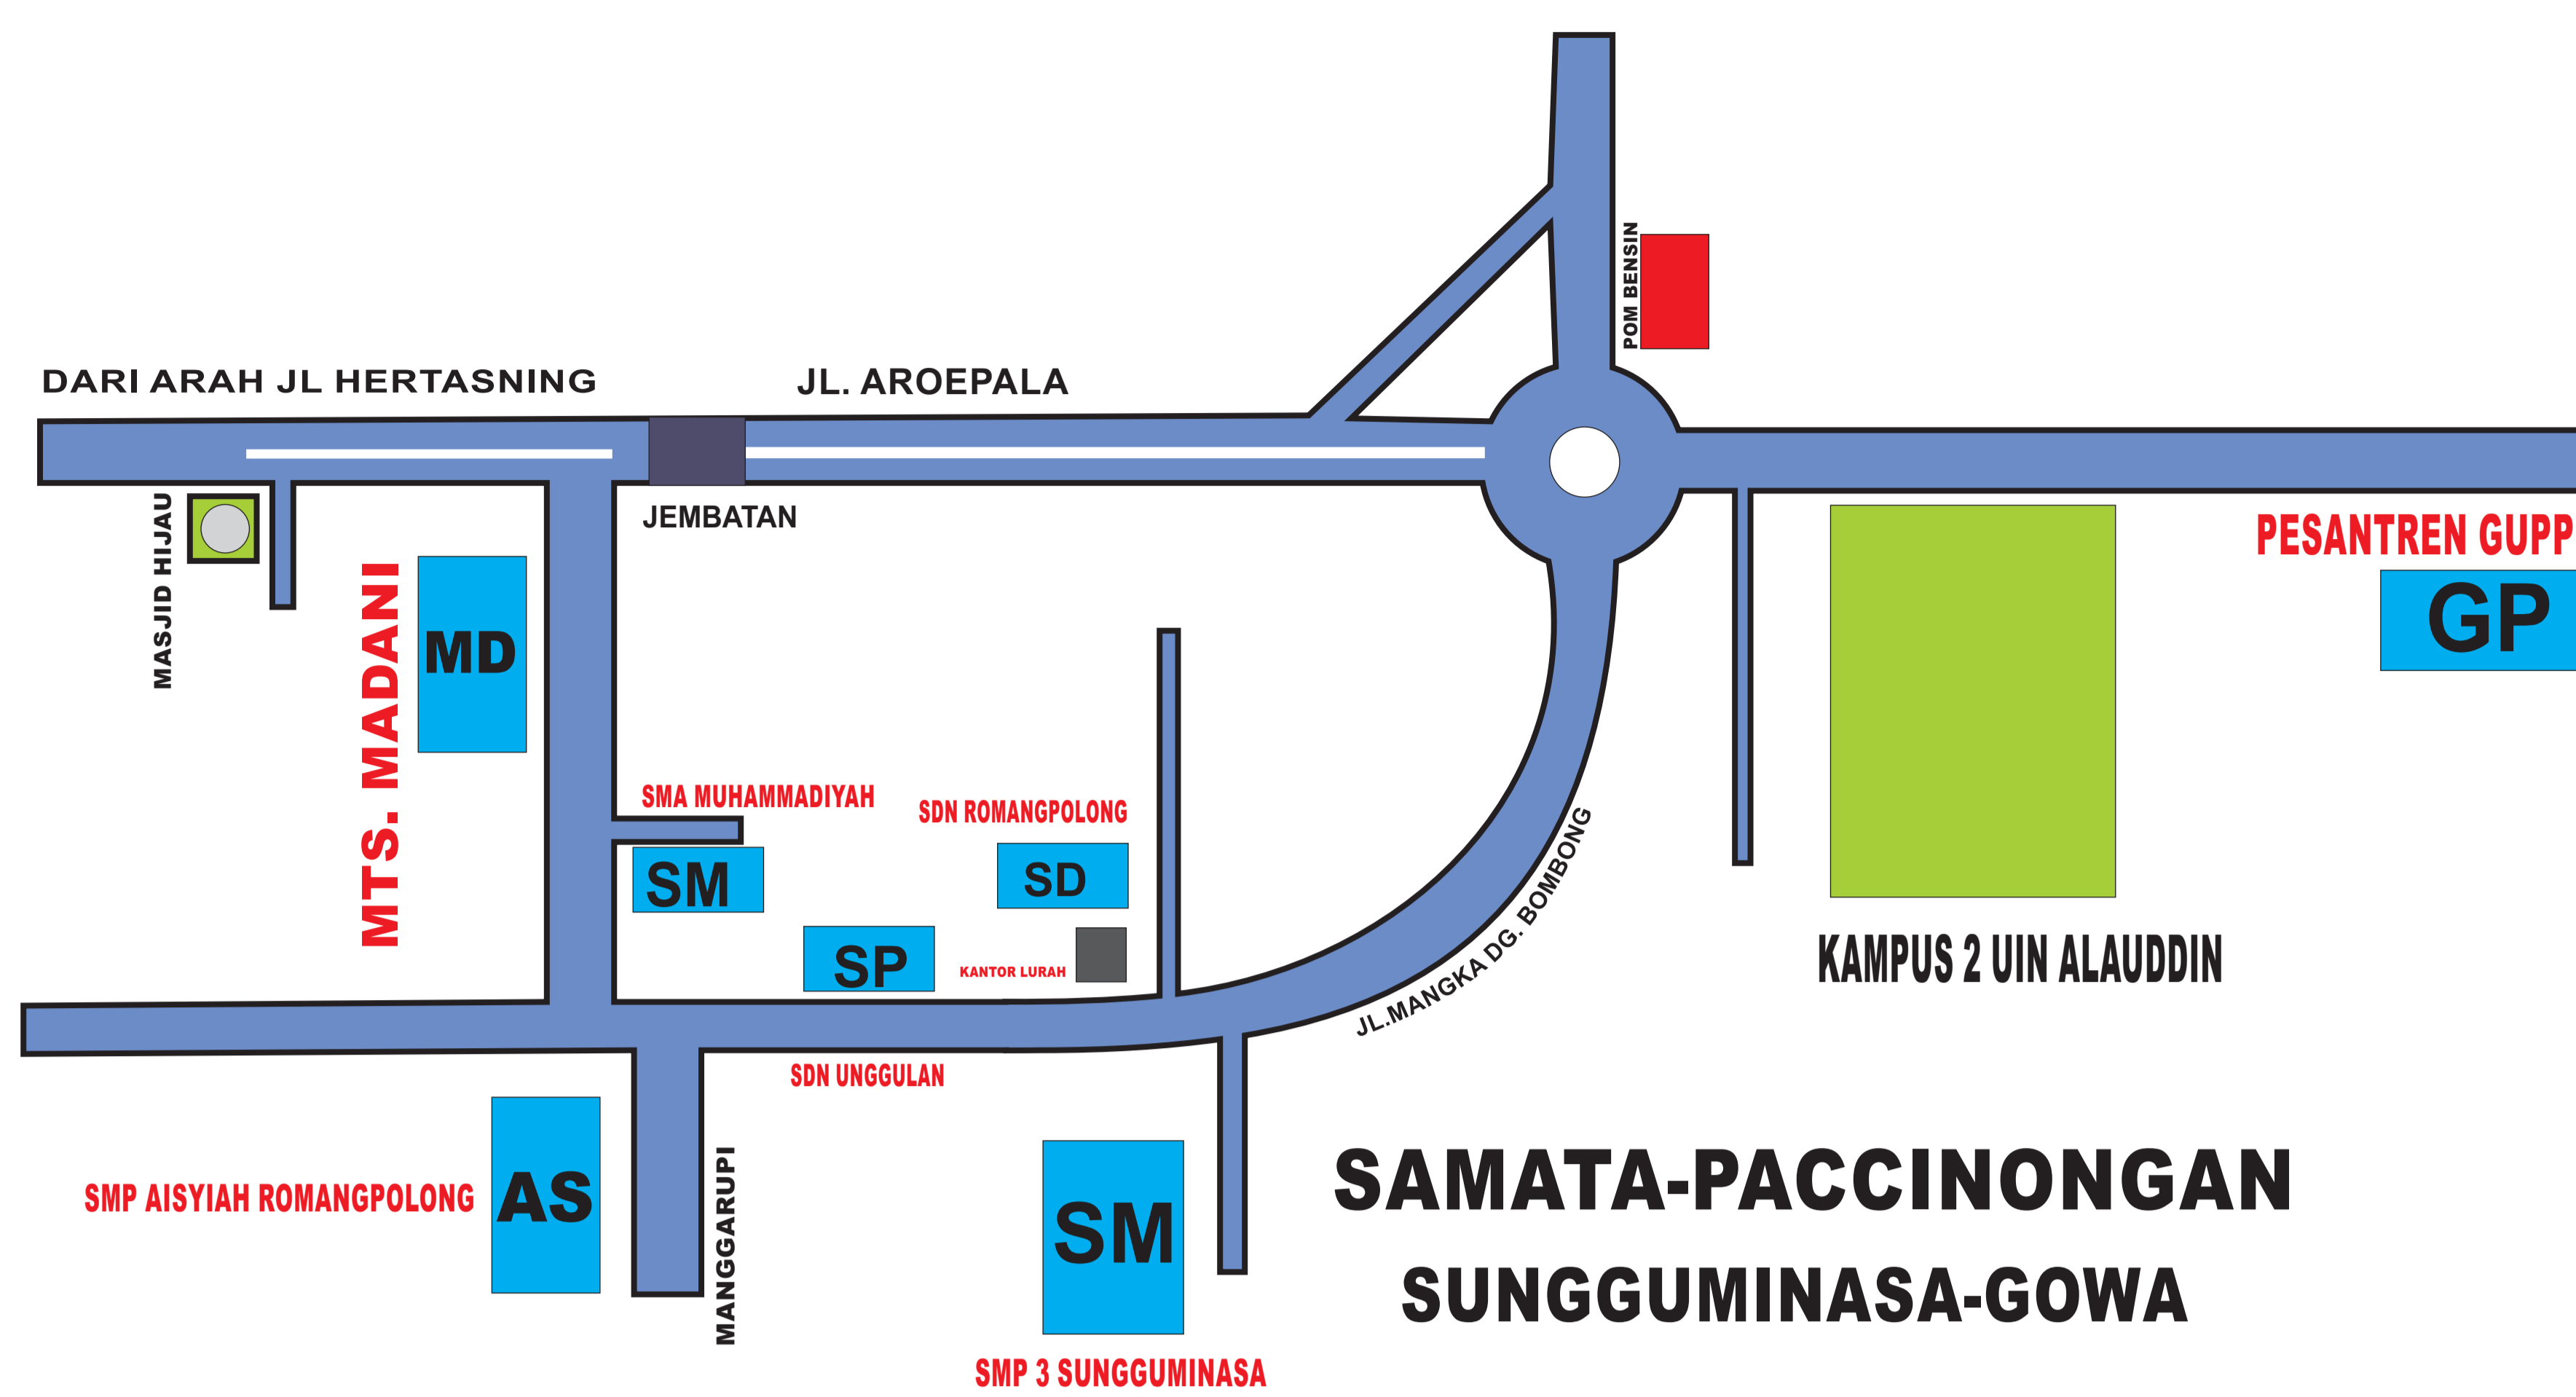 POM BENSIN
DARI ARAH JL HERTASNING
JL. AROEPALA
JEMBATAN
MASJID HIJAU
MTS. MADANI
MD
PESANTREN GUPP
GP
SMA MUHAMMADIYAH
SM
SDN ROMANGPOLONG
SD
SP
KANTOR LURAH
JL.MANGKA DG. BOMBONG
KAMPUS 2 UIN ALAUDDIN
SDN UNGGULAN
SMP AISYIAH ROMANGPOLONG
AS
MANGGARUPI
SM
SMP 3 SUNGGUMINASA
SAMATA-PACCINONGAN
SUNGGUMINASA-GOWA